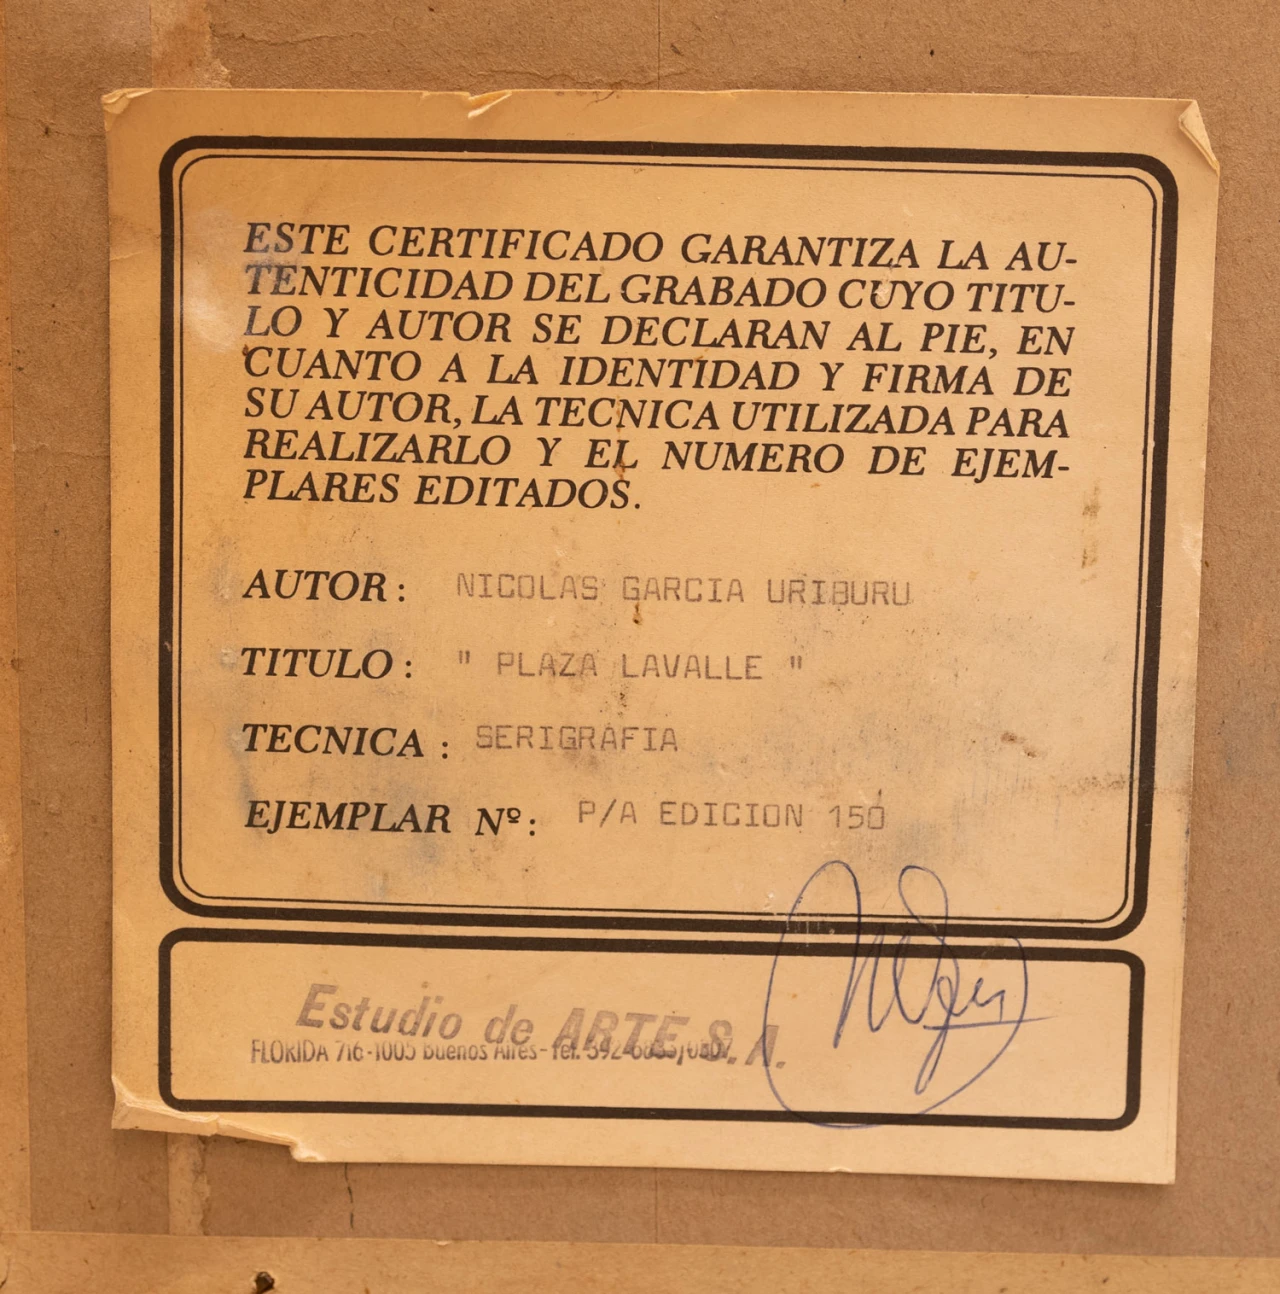 ESTE CERTIFICADO GARANTIZA LA AU-
TENTICIDAD DEL GRABADO CUYO TITU-
LO Y AUTOR SE DECLARAN AL PIE, EN
CUANTO A LA IDENTIDAD Y FIRMA DE
SU AUTOR, LA TECNICA UTILIZADA PARA
REALIZARLO Y EL NUMERO DE EJEM-
PLARES EDITADOS.
AUTOR: NICOLAS GARCIA URIBURU
TITULO: " PLAZA LAVALLE "
TECNICA: SERIGRAFIA
EJEMPLAR Nº: P/A EDICION 150
Estudio de ARTE S.A.
FLORIDA 716-1005 Buenos Aires-Tel.